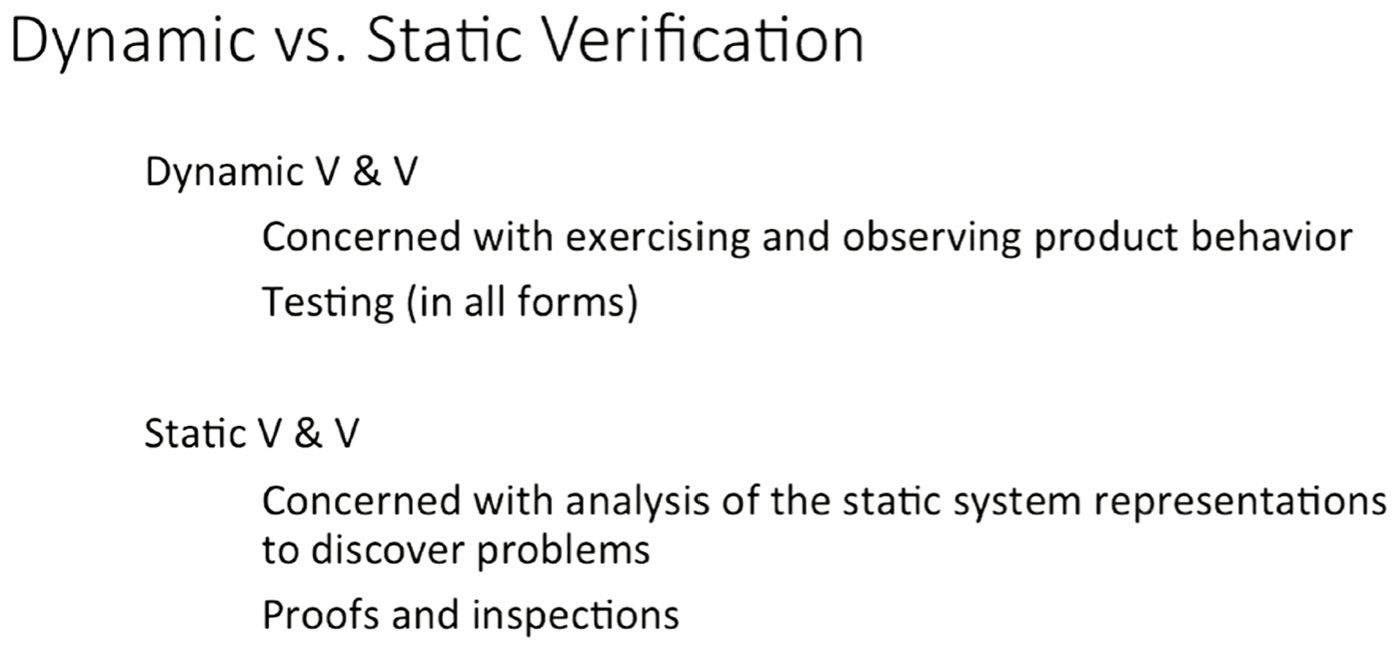 Dynamic vs. Static Verification
Dynamic V & V
Concerned with exercising and observing product behavior
Testing (in all forms)
Static V & V
Concerned with analysis of the static system representations
to discover problems
Proofs and inspections